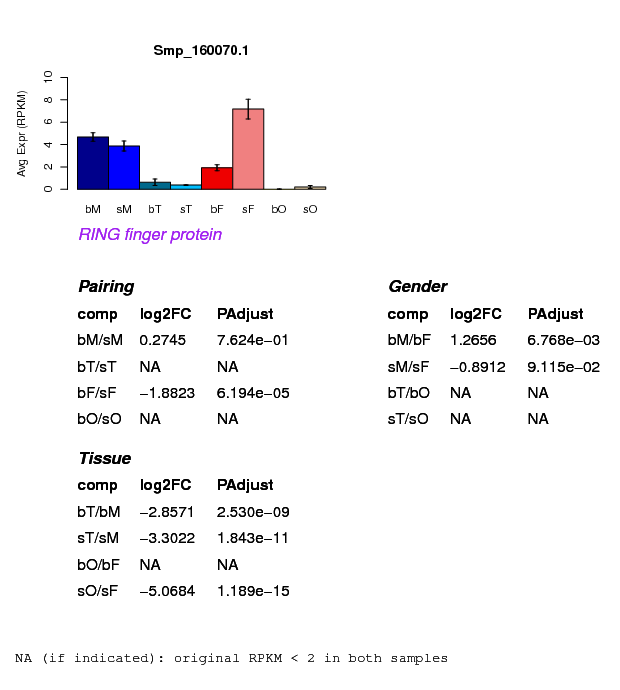 Smp_160070.1
Avg Expr (RPKM)
10
8
6
4
2
0
bM sM bT sT bF sF bO sO
RING finger protein
Pairing
comp log2FC PAdjust
bM/sM 0.2745 7.624e−01
bT/sT NA NA
bF/sF −1.8823 6.194e−05
bO/sO NA NA
Gender
comp log2FC PAdjust
bM/bF 1.2656 6.768e−03
sM/sF −0.8912 9.115e−02
bT/bO NA NA
sT/sO NA NA
Tissue
comp log2FC PAdjust
bT/bM −2.8571 2.530e−09
sT/sM −3.3022 1.843e−11
bO/bF NA NA
sO/sF −5.0684 1.189e−15
NA (if indicated): original RPKM < 2 in both samples